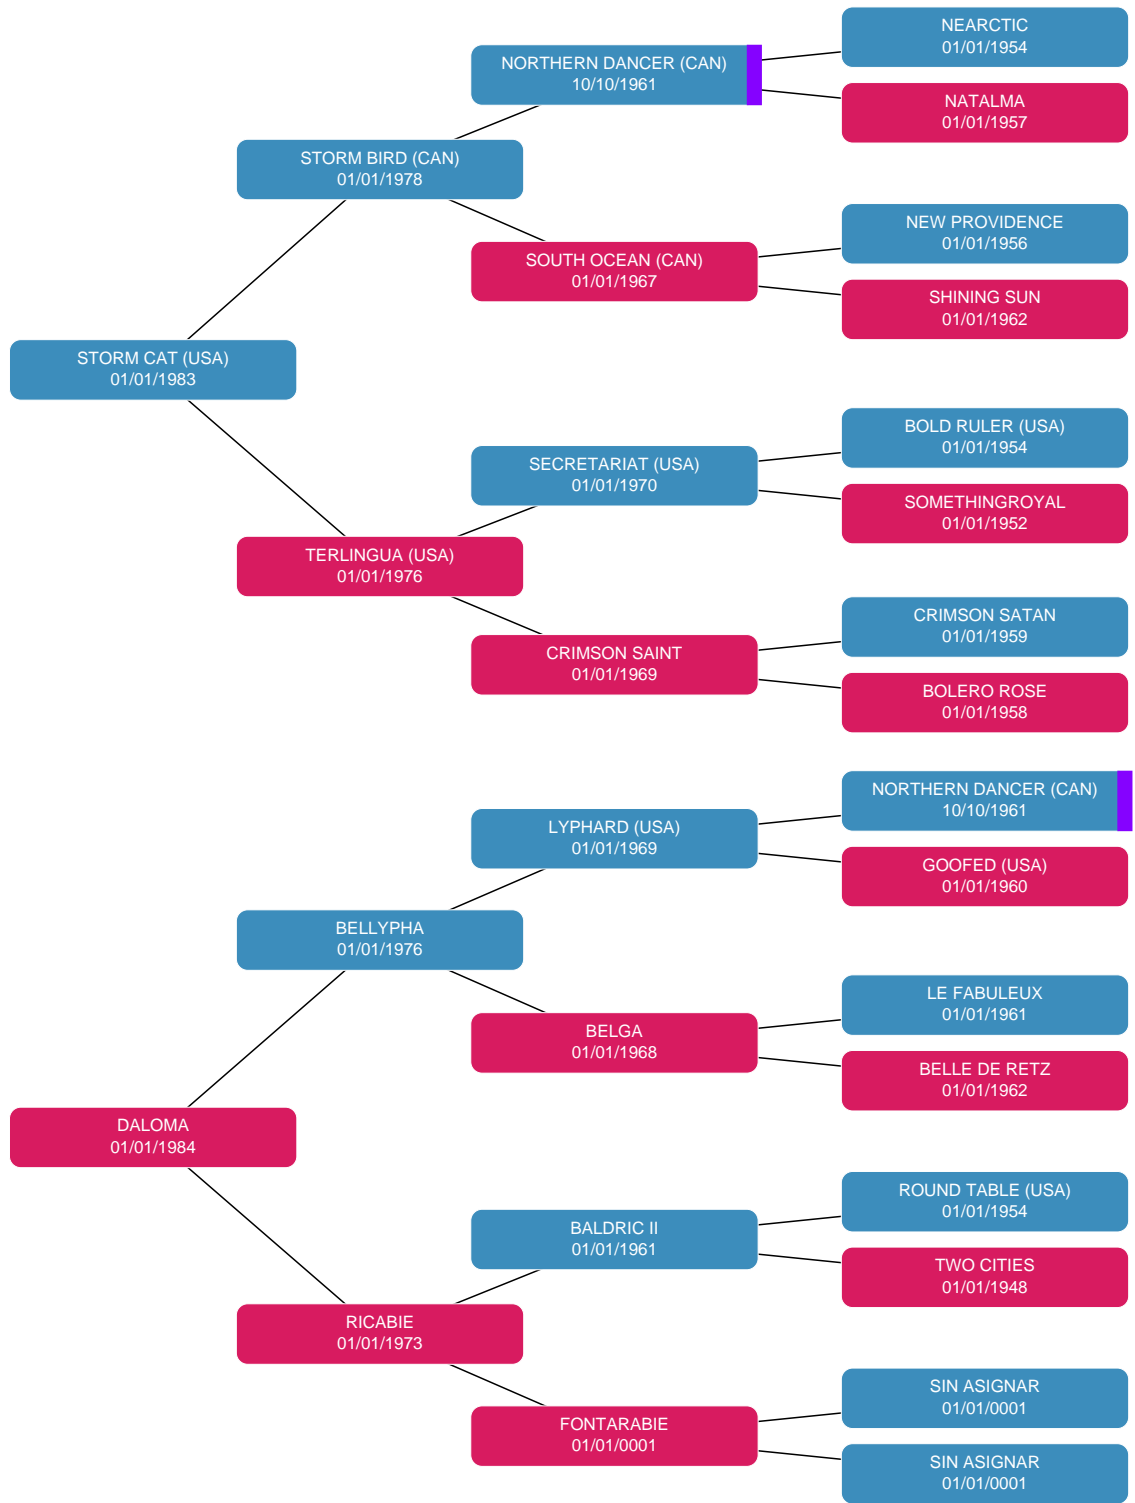 NEARCTIC
01/01/1954
NORTHERN DANCER (CAN)
10/10/1961
NATALMA
01/01/1957
STORM BIRD (CAN)
01/01/1978
NEW PROVIDENCE
01/01/1956
SOUTH OCEAN (CAN)
01/01/1967
SHINING SUN
01/01/1962
STORM CAT (USA)
01/01/1983
BOLD RULER (USA)
01/01/1954
SECRETARIAT (USA)
01/01/1970
SOMETHINGROYAL
01/01/1952
TERLINGUA (USA)
01/01/1976
CRIMSON SATAN
01/01/1959
CRIMSON SAINT
01/01/1969
BOLERO ROSE
01/01/1958
NORTHERN DANCER (CAN)
10/10/1961
LYPHARD (USA)
01/01/1969
GOOFED (USA)
01/01/1960
BELLYPHA
01/01/1976
LE FABULEUX
01/01/1961
BELGA
01/01/1968
BELLE DE RETZ
01/01/1962
DALOMA
01/01/1984
ROUND TABLE (USA)
01/01/1954
BALDRIC II
01/01/1961
TWO CITIES
01/01/1948
RICABIE
01/01/1973
SIN ASIGNAR
01/01/0001
FONTARABIE
01/01/0001
SIN ASIGNAR
01/01/0001